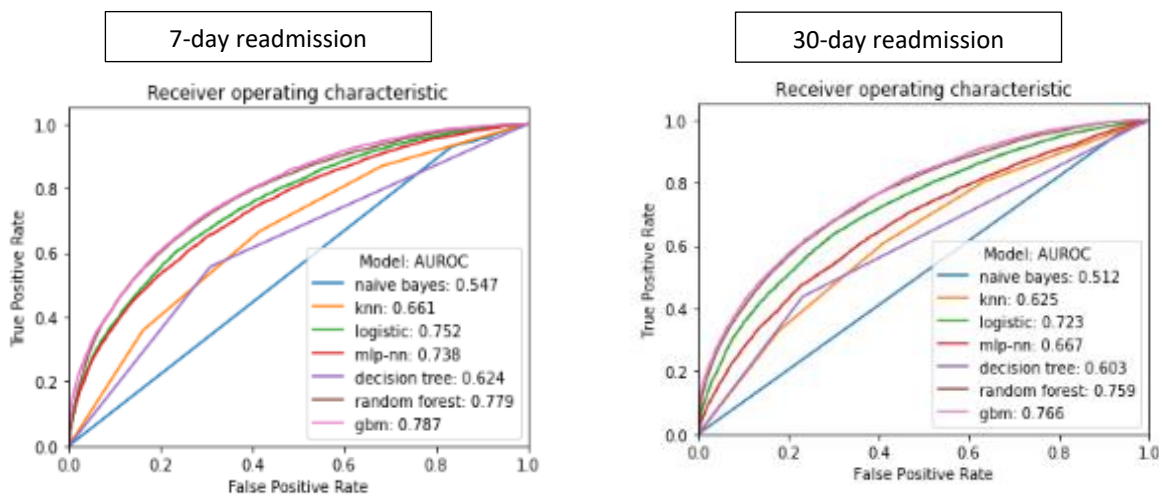 7-day readmission
Receiver operating characteristic
1.0
0.8
0.6
0.4
0.2
0.0
True Positive Rate
Model: AUROC
naive bayes: 0.547
knn: 0.661
logistic: 0.752
mlp-nn: 0.738
decision tree: 0.624
random forest: 0.779
gbm: 0.787
0.0 0.2 0.4 0.6 0.8 1.0
False Positive Rate
30-day readmission
Receiver operating characteristic
1.0
0.8
0.6
0.4
0.2
0.0
True Positive Rate
Model: AUROC
naive bayes: 0.512
knn: 0.625
logistic: 0.723
mlp-nn: 0.667
decision tree: 0.603
random forest: 0.759
gbm: 0.766
0.0 0.2 0.4 0.6 0.8 1.0
False Positive Rate